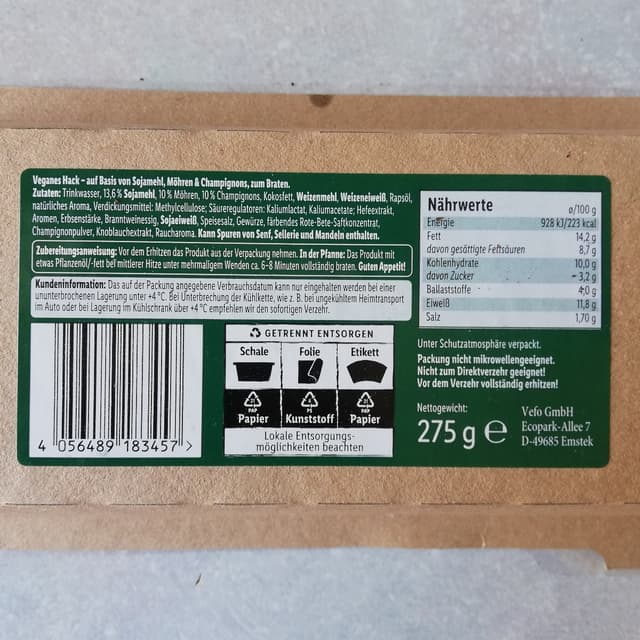 Veganes Hack – auf Basis von Sojamehl, Möhren & Champignons, zum Braten.
Zutaten: Trinkwasser, 13,6 % Sojamehl, 10 % Möhren, 10 % Champignons, Kokosfett, Weizenmehl, Weizeneiweiß, Rapsöl,
natürliches Aroma, Verdickungsmittel: Methylcellulose; Säureregulatoren: Kaliumlactat, Kaliumacetate; Hefeextrakt,
Aromen, Erbsenstärke, Branntweinessig, Sojaeiweiß, Speisesalz, Gewürze, färbendes Rote-Bete-Saftkonzentrat,
Champignonpulver, Knoblauchextrakt, Raucharoma. Kann Spuren von Senf, Sellerie und Mandeln enthalten.
Zubereitungsanweisung: Vor dem Erhitzen das Produkt aus der Verpackung nehmen. In der Pfanne: Das Produkt mit
etwas Pflanzenöl/-fett bei mittlerer Hitze unter mehrmaligem Wenden ca. 6–8 Minuten vollständig braten. Guten Appetit!
Kundeninformation: Das auf der Packung angegebene Verbrauchsdatum kann nur eingehalten werden bei einer
ununterbrochenen Lagerung unter +4°C. Bei Unterbrechung der Kühlkette, wie z. B. bei ungekühltem Heimtransport
im Auto oder bei Lagerung im Kühlschrank über +4°C empfehlen wir den sofortigen Verzehr.
Nährwerte ø/100 g
Energie 928 kJ/223 kcal
Fett 14,2 g
davon gesättigte Fettsäuren 8,7 g
Kohlenhydrate 10,0 g
davon Zucker 3,2 g
Ballaststoffe 4,0 g
Eiweiß 11,8 g
Salz 1,70 g
Unter Schutzatmosphäre verpackt.
Packung nicht mikrowellengeeignet.
Nicht zum Direktverzehr geeignet!
Vor dem Verzehr vollständig erhitzen!
GETRENNT ENTSORGEN
Schale Folie Etikett
PAP PAP
Papier Kunststoff Papier
Lokale Entsorgungs-
möglichkeiten beachten
4 056489 183457 >
Nettogewicht:
275 g e
Vefo GmbH
Ecopark-Allee 7
D-49685 Emstek